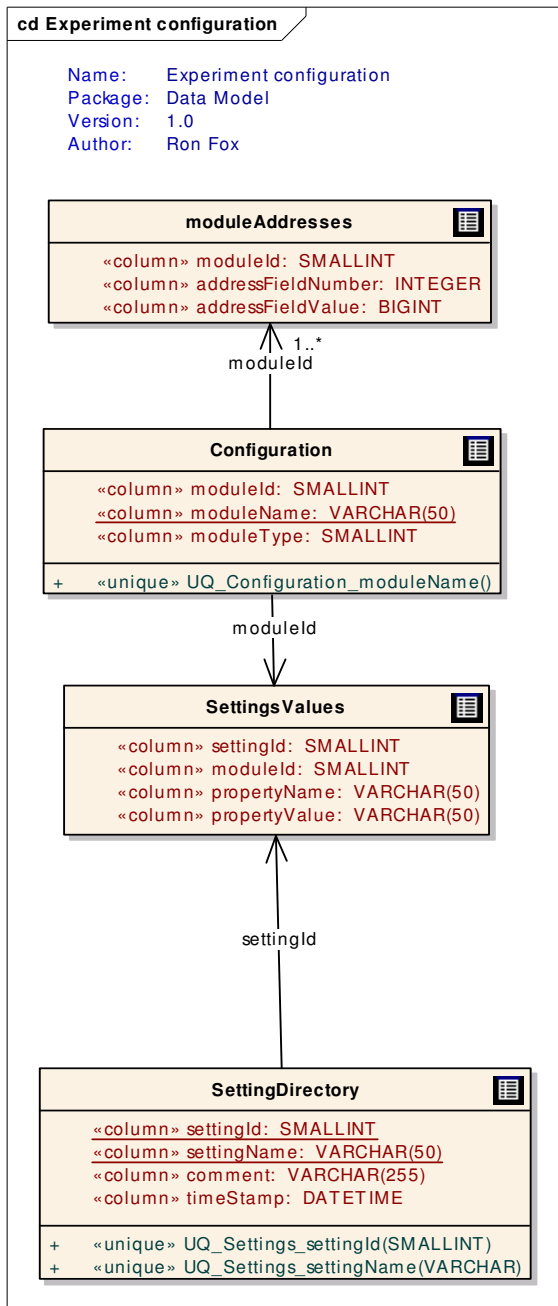 cd Experiment configuration
Name: Experiment configuration
Package: Data Model
Version: 1.0
Author: Ron Fox
moduleAddresses
«column» moduleId: SMALLINT
«column» addressFieldNumber: INTEGER
«column» addressFieldValue: BIGINT
1..*
moduleId
Configuration
«column» moduleId: SMALLINT
«column» moduleName: VARCHAR(50)
«column» moduleType: SMALLINT
+ «unique» UQ_Configuration_moduleName()
moduleId
SettingsValues
«column» settingId: SMALLINT
«column» moduleId: SMALLINT
«column» propertyName: VARCHAR(50)
«column» propertyValue: VARCHAR(50)
settingId
SettingDirectory
«column» settingId: SMALLINT
«column» settingName: VARCHAR(50)
«column» comment: VARCHAR(255)
«column» timeStamp: DATETIME
+ «unique» UQ_Settings_settingId(SMALLINT)
+ «unique» UQ_Settings_settingName(VARCHAR)